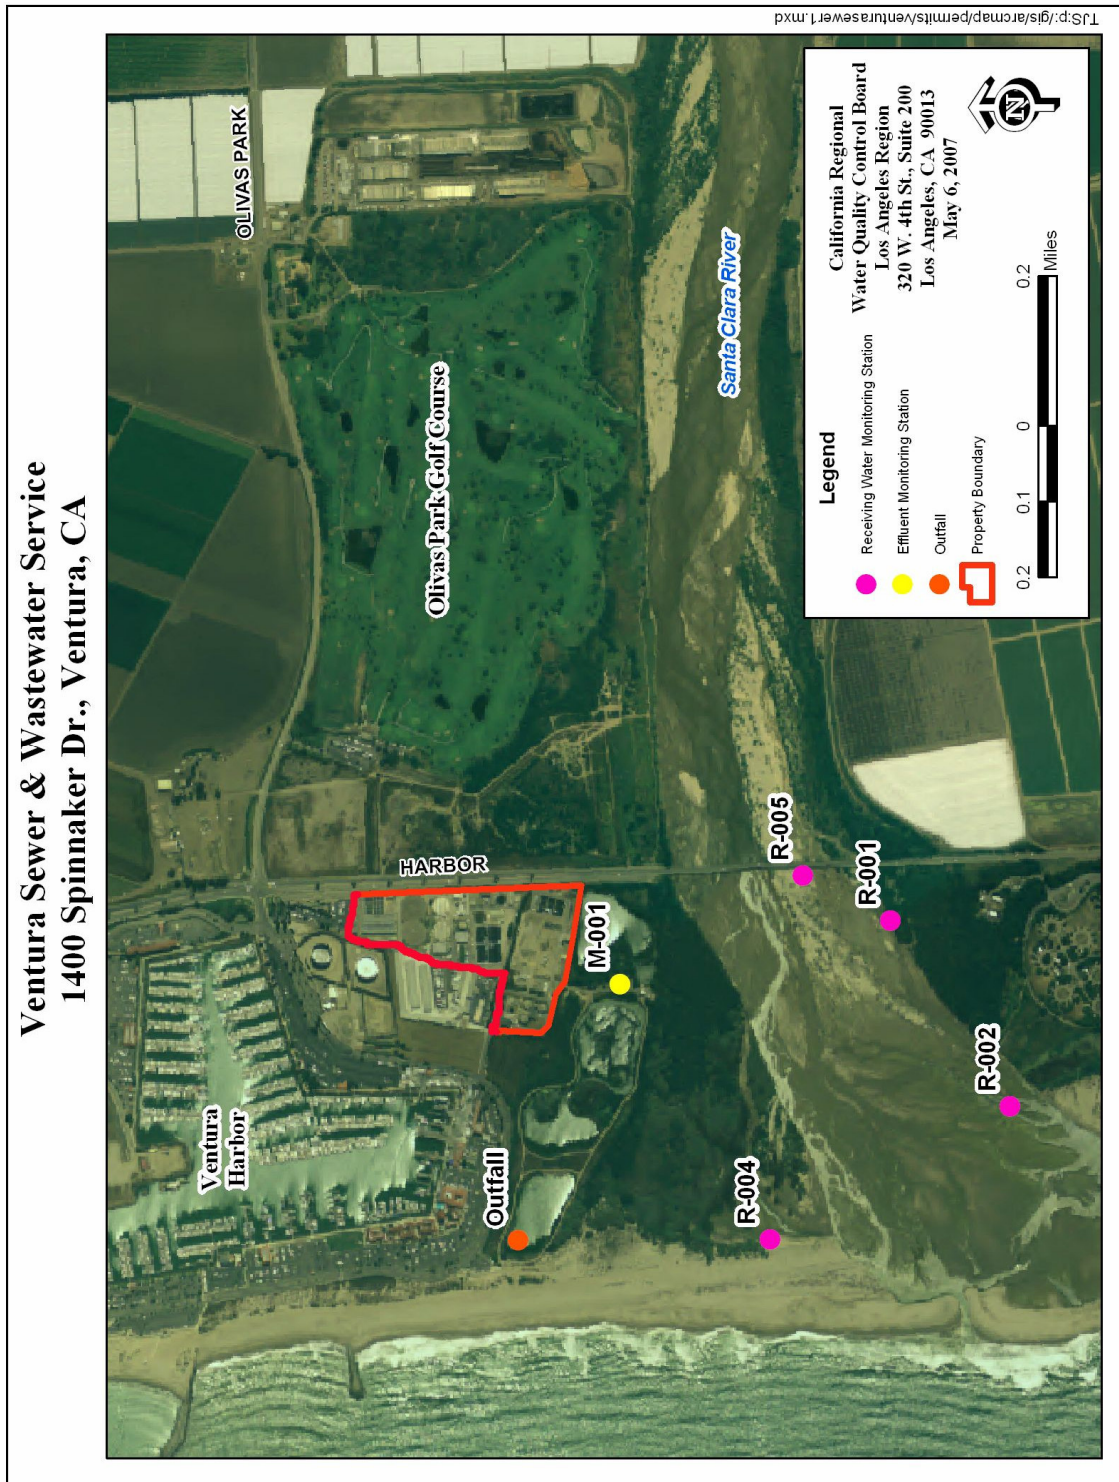 Ventura Sewer & Wastewater Service
1400 Spinnaker Dr., Ventura, CA
Ventura
Harbor
Outfall
R-004
R-002
M-001
R-001
R-005
HARBOR
Olivas Park Golf Course
OLIVAS PARK
Santa Clara River
Legend
Receiving Water Monitoring Station
Effluent Monitoring Station
Outfall
Property Boundary
0.2
0.1
0
0.2
Miles
California Regional
Water Quality Control Board
Los Angeles Region
320 W. 4th St., Suite 200
Los Angeles, CA 90013
May 6, 2007
N
TJS:p:/gis/arcmap/permits/venturasewer1.mxd